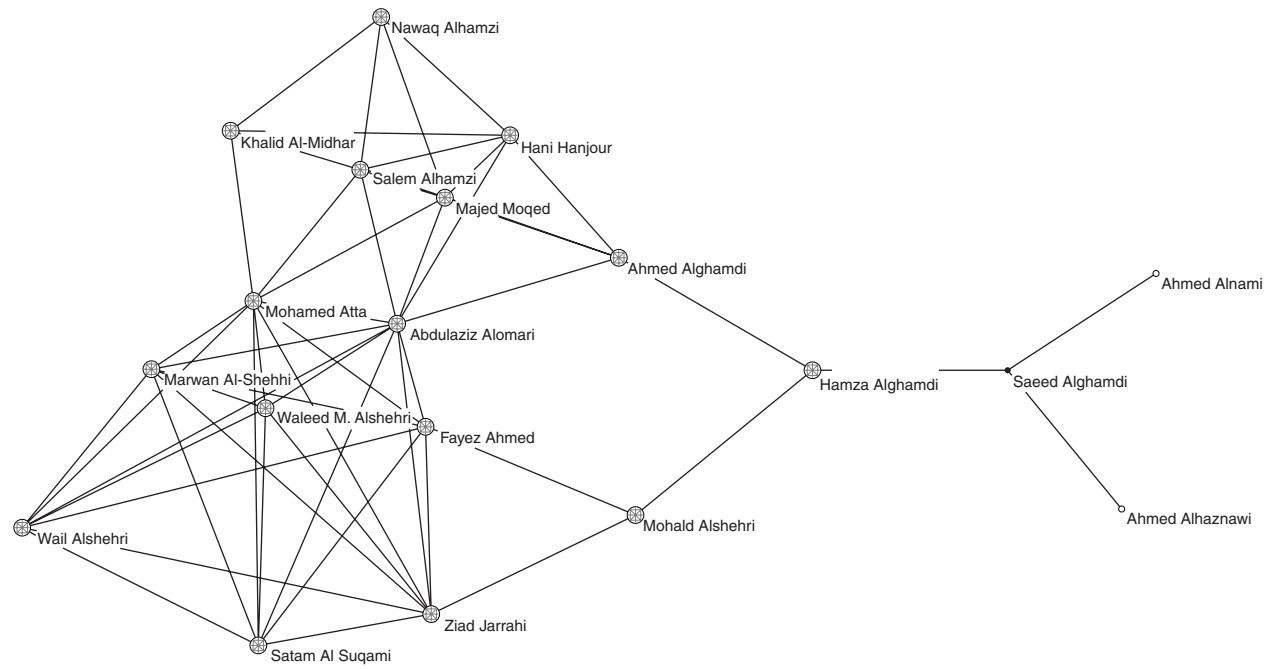 Nawaq Alhamzi
Khalid Al-Midhar
Hani Hanjour
Salem Alhamzi
Majed Moqed
Ahmed Alghamdi
Ahmed Alnami
Mohamed Atta
Abdulaziz Alomari
Marwan Al-Shehhi
Hamza Alghamdi
Saeed Alghamdi
Waleed M. Alshehri
Fayez Ahmed
Ahmed Alhaznawi
Mohald Alshehri
Wail Alshehri
Ziad Jarrahi
Satam Al Suqami